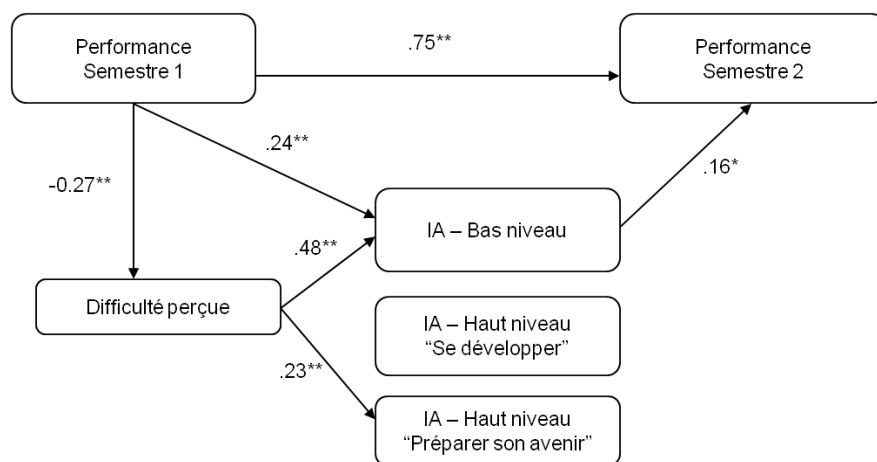 Performance
Semestre 1
.75**
Performance
Semestre 2
.24**
-0.27**
.16*
IA – Bas niveau
.48**
Difficulté perçue
IA – Haut niveau
“Se développer”
.23**
IA – Haut niveau
“Préparer son avenir”